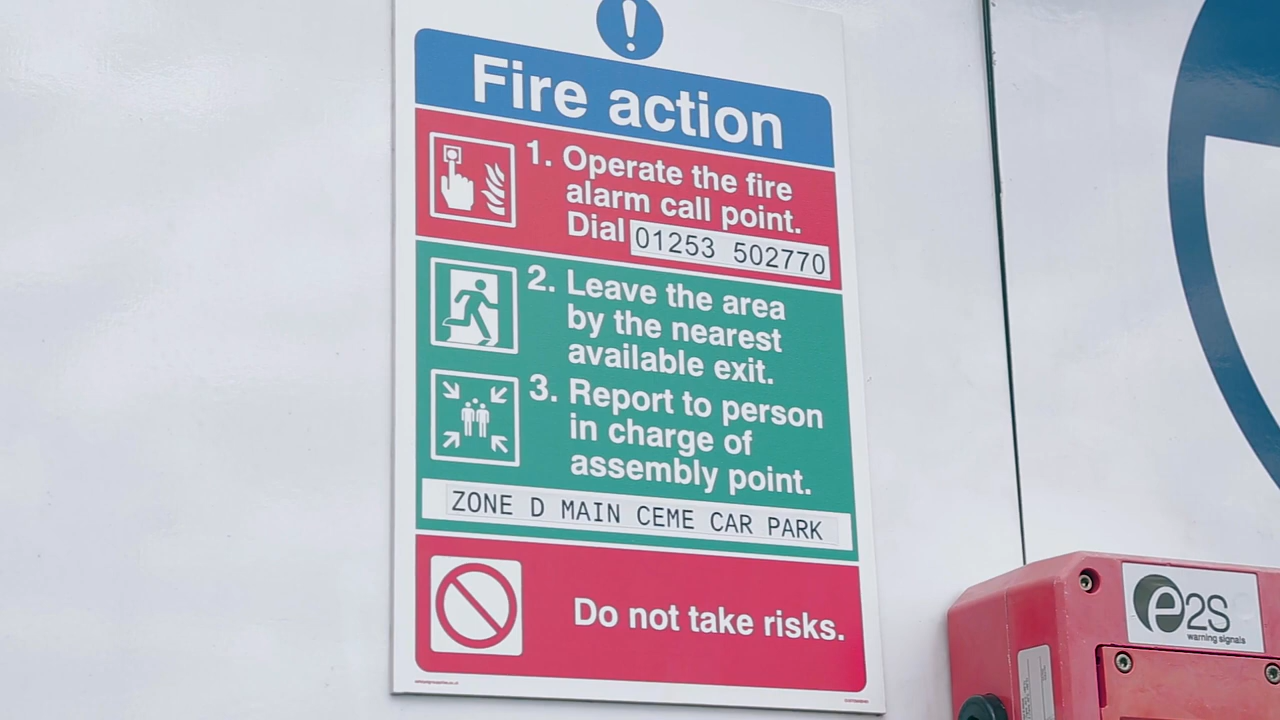 Fire action
1. Operate the fire
alarm call point.
Dial 01253 502770
2. Leave the area
by the nearest
available exit.
3. Report to person
in charge of
assembly point.
ZONE D MAIN CEME CAR PARK
Do not take risks.
e2S
warning signals